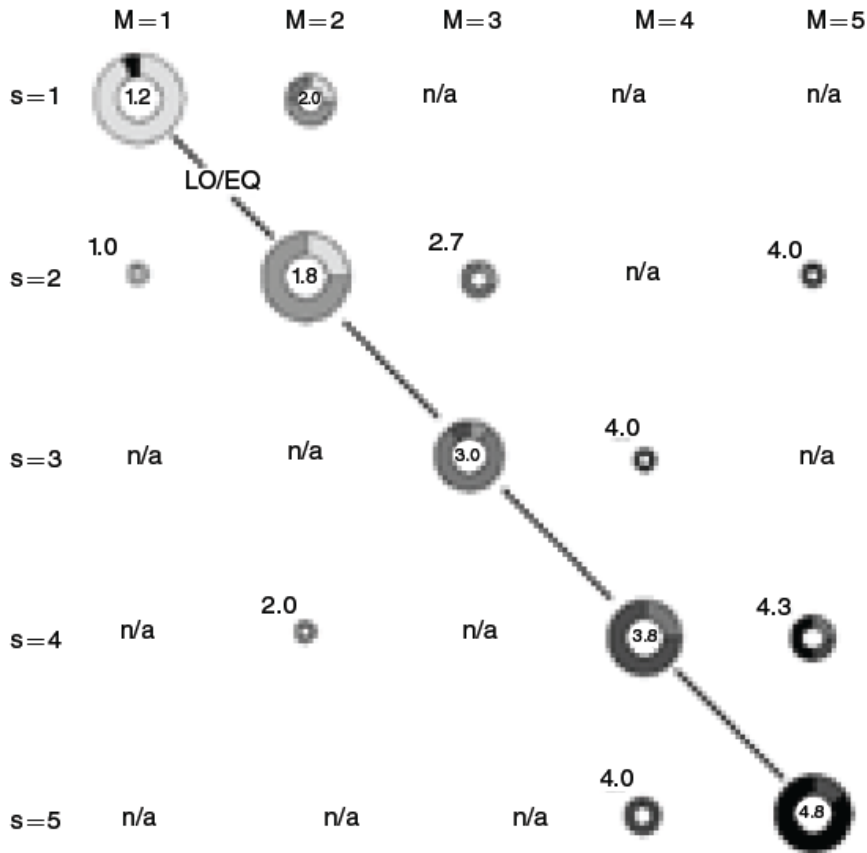 M=1 M=2 M=3 M=4 M=5
s=1 1.2 2.0 n/a n/a n/a
LO/EQ
s=2 1.0 1.8 2.7 n/a 4.0
s=3 n/a n/a 3.0 4.0 n/a
s=4 n/a 2.0 n/a 3.8 4.3
s=5 n/a n/a n/a 4.0 4.8